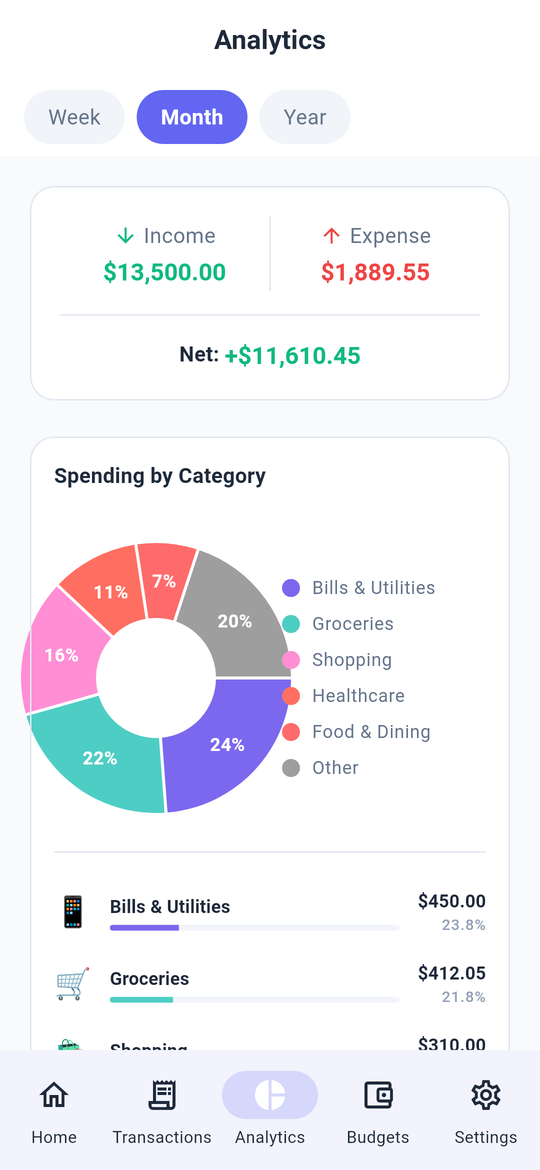 Analytics
Week Month Year
Income Expense
$13,500.00 $1,889.55
Net: +$11,610.45
Spending by Category
7%
11%
20%
16%
24%
22%
Bills & Utilities
Groceries
Shopping
Healthcare
Food & Dining
Other
Bills & Utilities $450.00
23.8%
Groceries $412.05
21.8%
Shopping $310.00
Home Transactions Analytics Budgets Settings